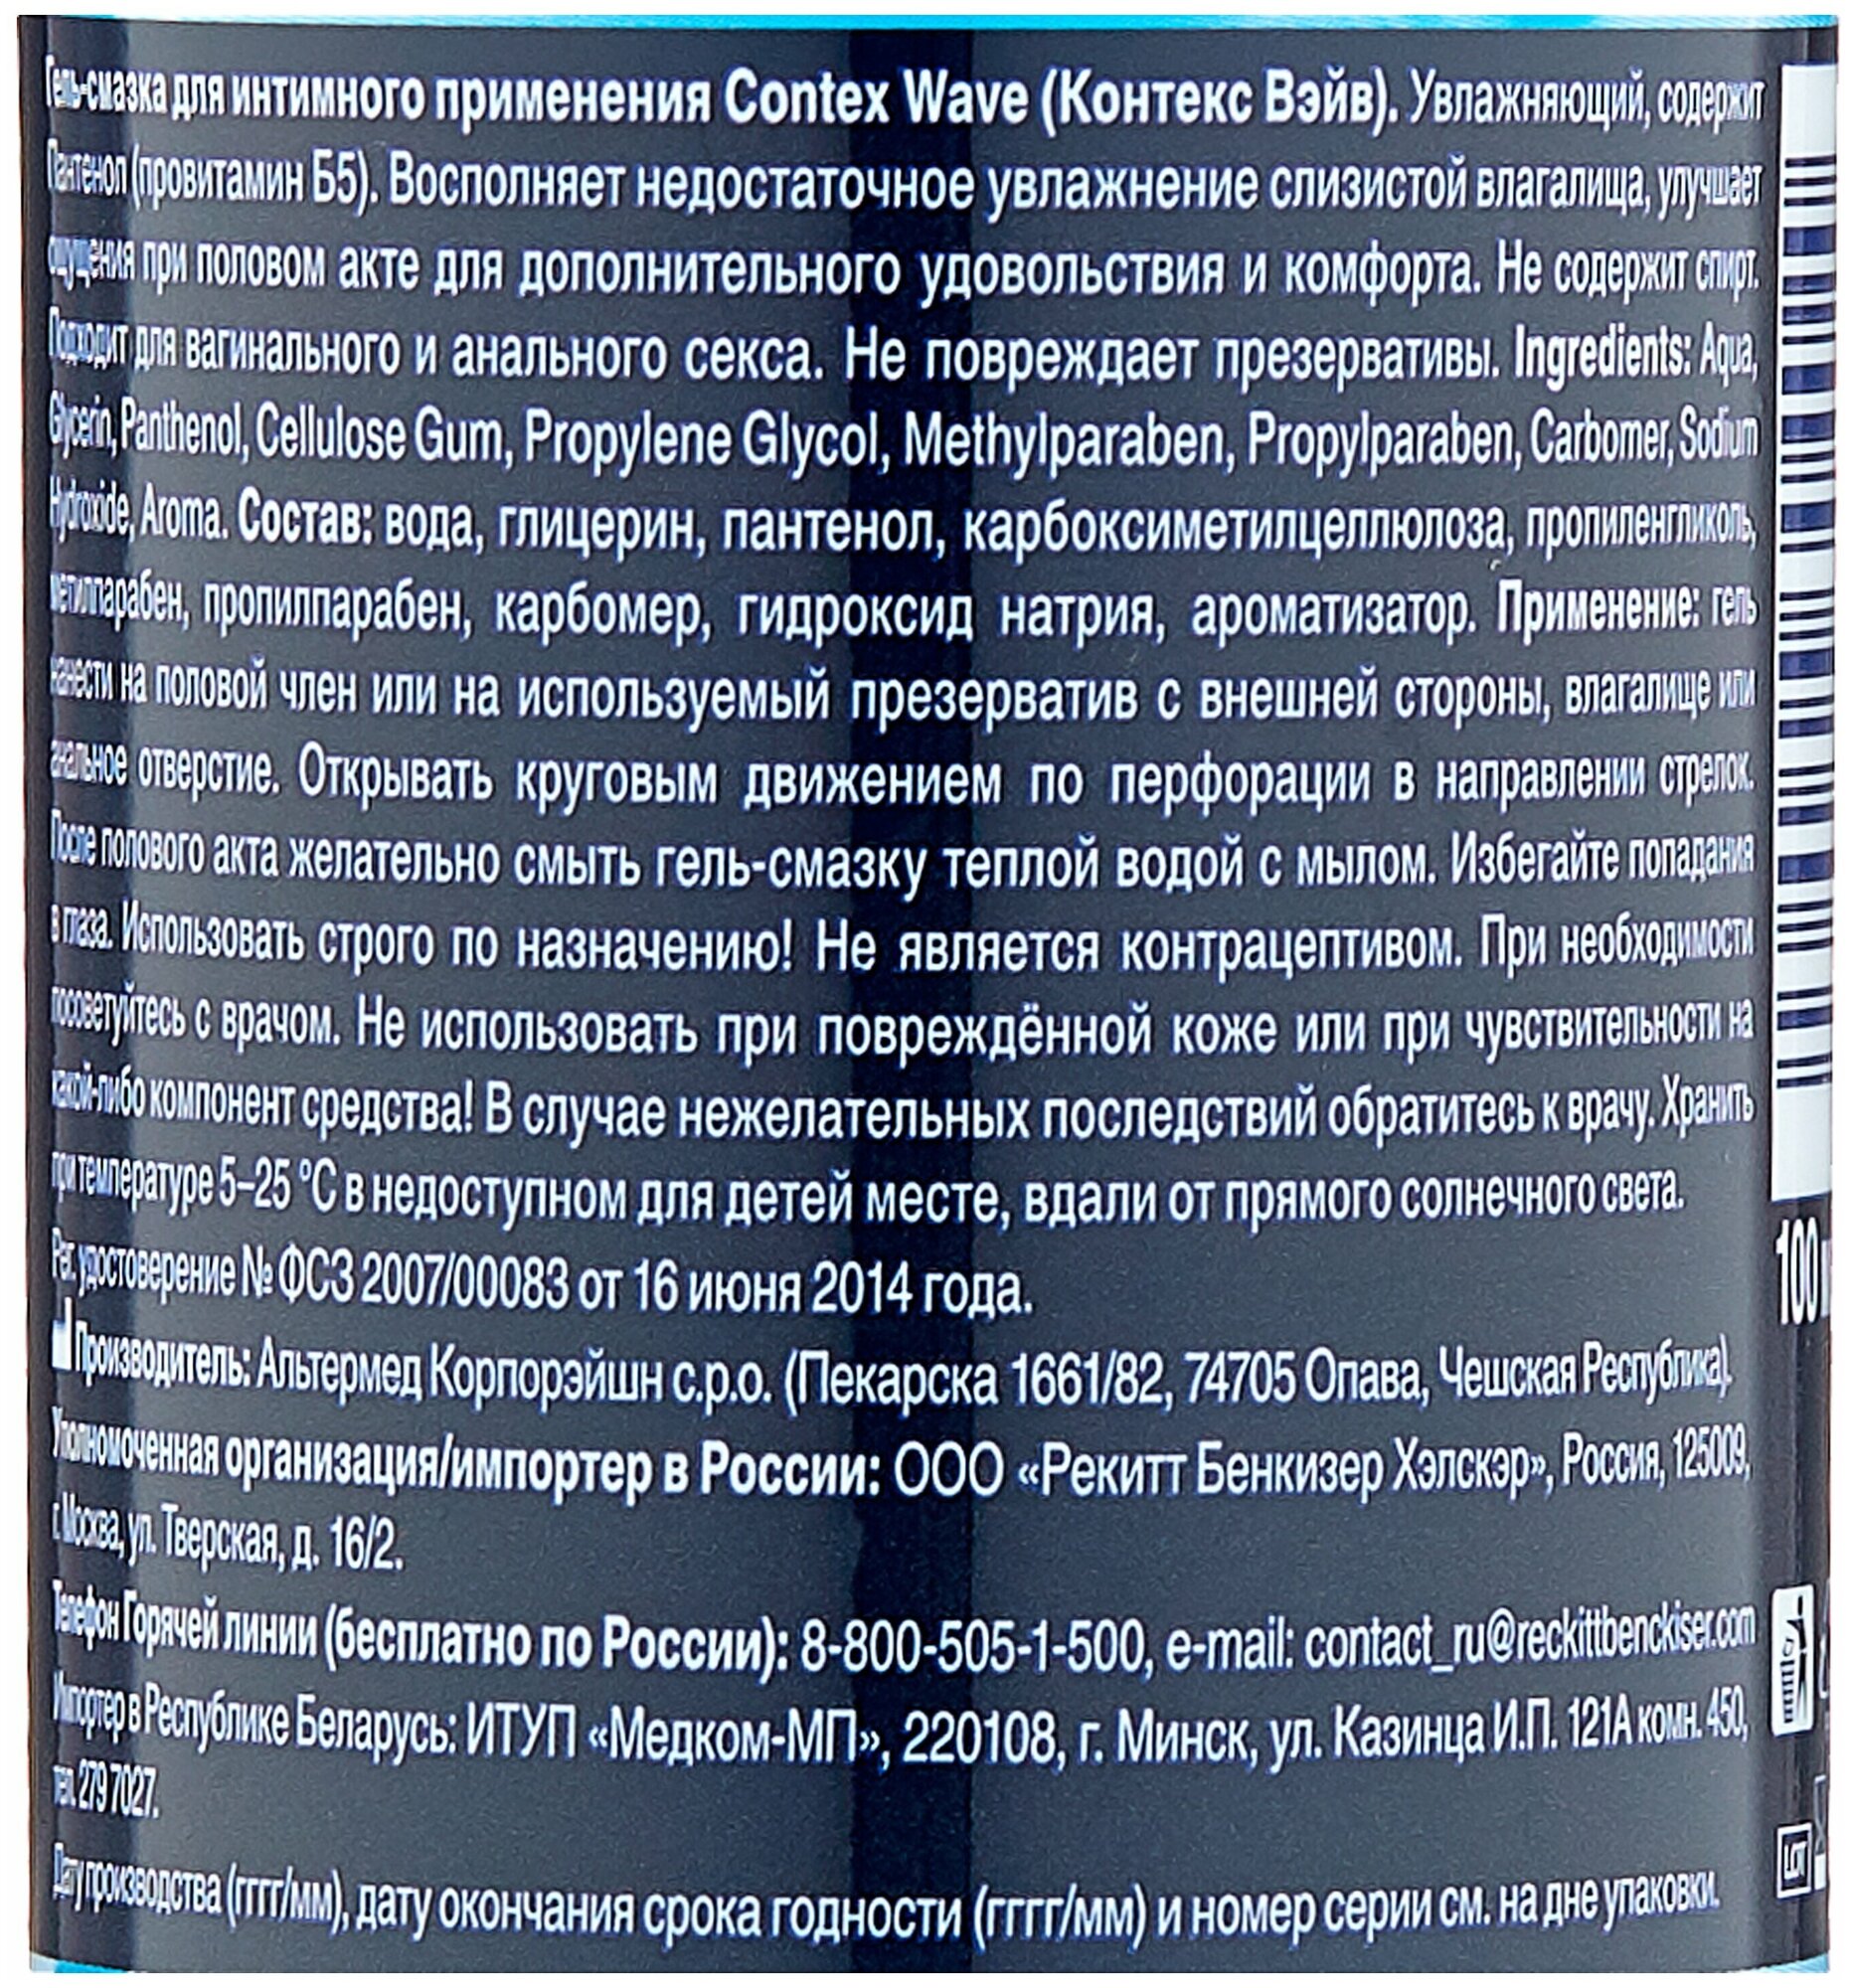 Гель-смазка для интимного применения Contex Wave (Контекс Вэйв). Увлажняющий, содержит
Пантенол (провитамин Б5). Восполняет недостаточное увлажнение слизистой влагалища, улучшает
ощущения при половом акте для дополнительного удовольствия и комфорта. Не содержит спирт.
Подходит для вагинального и анального секса. Не повреждает презервативы. Ingredients: Aqua,
Glycerin, Panthenol, Cellulose Gum, Propylene Glycol, Methylparaben, Propylparaben, Carbomer, Sodium
Hydroxide, Aroma. Состав: вода, глицерин, пантенол, карбоксиметилцеллюлоза, пропиленгликоль,
метилпарабен, пропилпарабен, карбомер, гидроксид натрия, ароматизатор. Применение: гель
нанести на половой член или на используемый презерватив с внешней стороны, влагалище или
анальное отверстие. Открывать круговым движением по перфорации в направлении стрелок.
После полового акта желательно смыть гель-смазку теплой водой с мылом. Избегайте попадания
в глаза. Использовать строго по назначению! Не является контрацептивом. При необходимости
посоветуйтесь с врачом. Не использовать при повреждённой коже или при чувствительности на
какой-либо компонент средства! В случае нежелательных последствий обратитесь к врачу. Хранить
при температуре 5–25 °C в недоступном для детей месте, вдали от прямого солнечного света.
Рег. удостоверение № ФСЗ 2007/00083 от 16 июня 2014 года.
Производитель: Альтермед Корпорэйшн с.р.о. (Пекарска 1661/82, 74705 Опава, Чешская Республика).
Уполномоченная организация/импортер в России: ООО «Рекитт Бенкизер Хэлскэр», Россия, 125009,
г. Москва, ул. Тверская, д. 16/2.
Телефон Горячей линии (бесплатно по России): 8-800-505-1-500, e-mail: contact_ru@reckittbenckiser.com
Импортер в Республике Беларусь: ИТУП «Медком-МП», 220108, г. Минск, ул. Казинца И.П. 121А комн. 450,
тел. 279 7027.
Дату производства (гггг/мм), дату окончания срока годности (гггг/мм) и номер серии см. на дне упаковки.
100
LOT